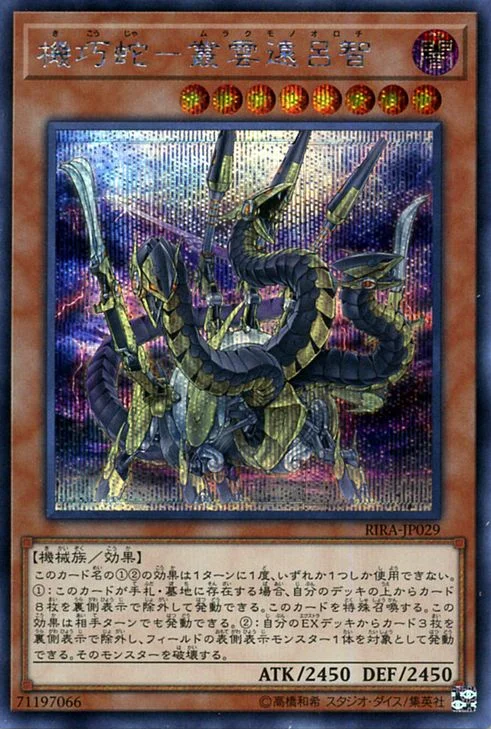 機巧蛇－叢雲遠呂智
【機械族／効果】
このカード名の①②の効果は1ターンに1度、いずれか1つしか使用できない。
①：このカードが手札・墓地に存在する場合、自分のデッキの上からカード
8枚を裏側表示で除外して発動できる。このカードを特殊召喚する。この
効果は相手ターンでも発動できる。②：自分のEXデッキからカード3枚を
裏側表示で除外し、フィールドの表側表示モンスター1体を対象として発動
できる。そのモンスターを破壊する。
RIRA-JP029
ATK/2450 DEF/2450
71197066
©高橋和希 スタジオ・ダイス/集英社